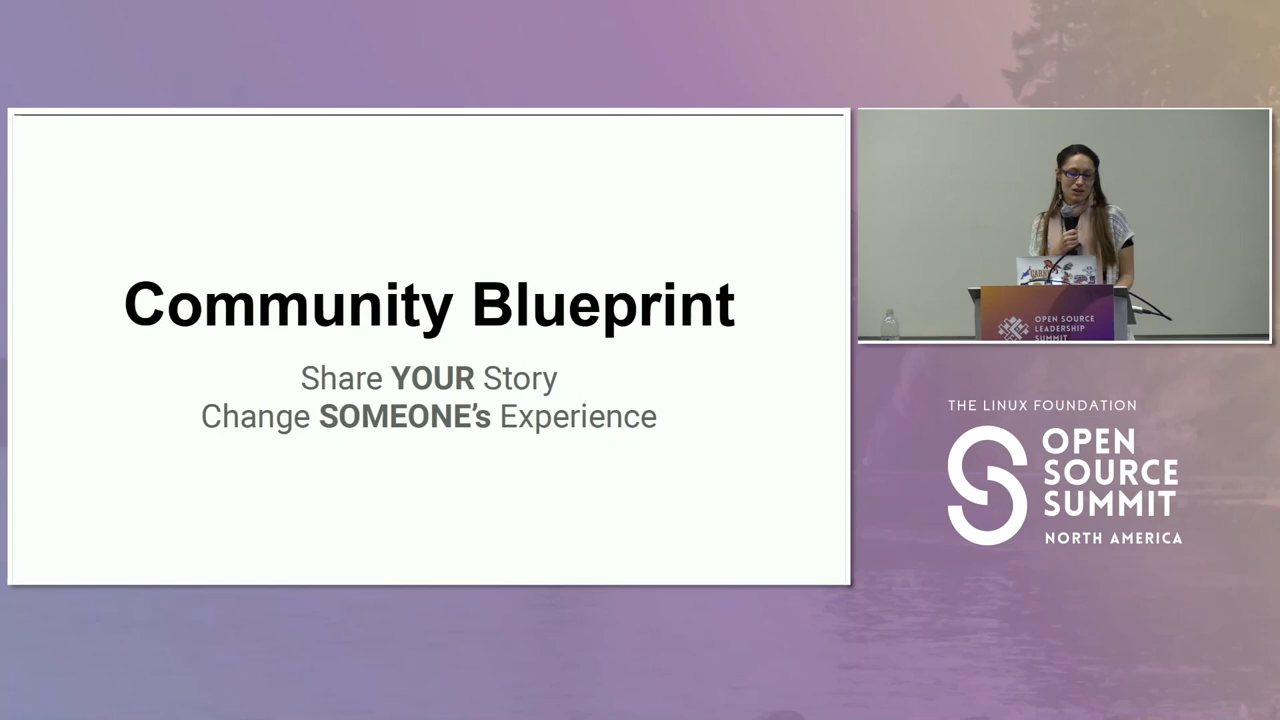 Community Blueprint
Share YOUR Story
Change SOMEONE's Experience
OPEN SOURCE
LEADERSHIP
SUMMIT
THE LINUX FOUNDATION
OPEN
SOURCE
SUMMIT
NORTH AMERICA